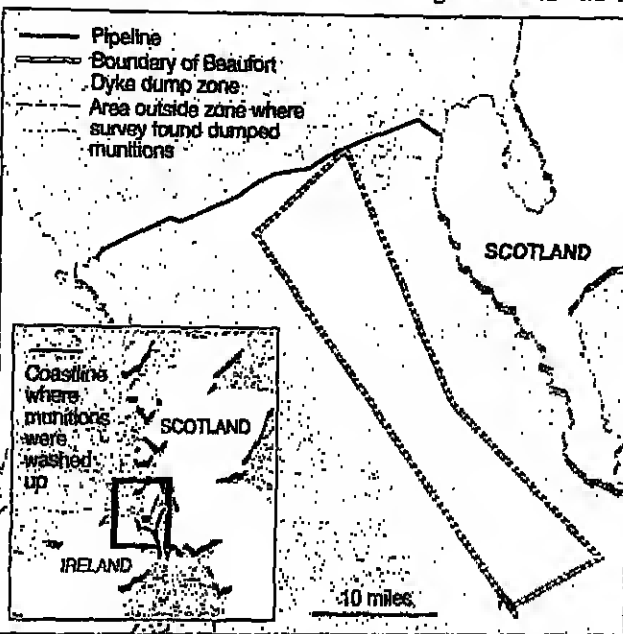 Pipeline
Boundary of Beaufort
Dyke dump zone
Area outside zone where
survey found dumped
munitions
SCOTLAND
Coastline
where
munitions
were
washed
up
SCOTLAND
IRELAND
10 miles